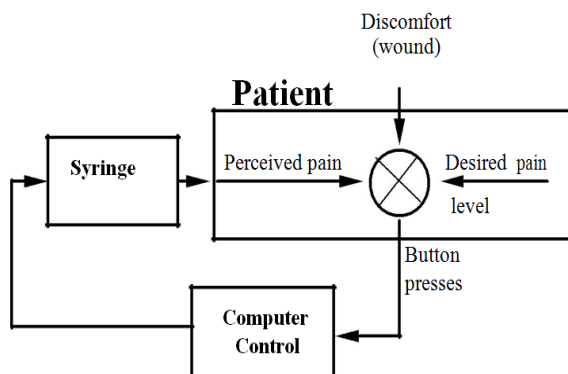 Discomfort
(wound)
Patient
Syringe
Perceived pain
Desired pain
level
Button
presses
Computer
Control